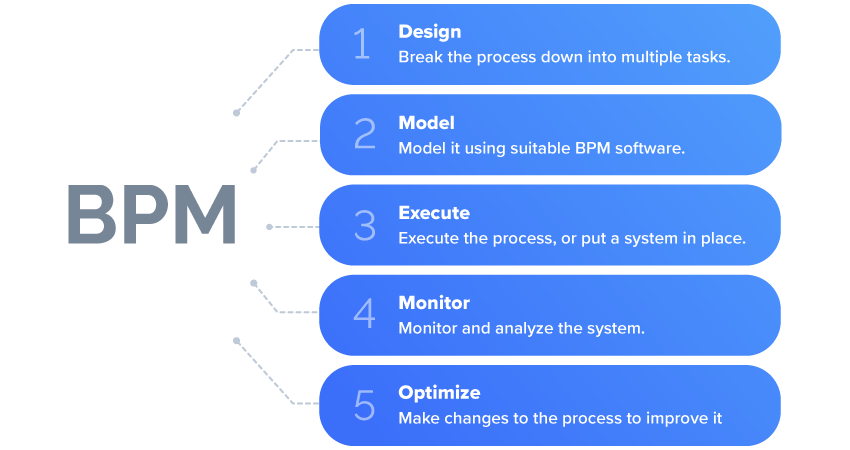 BPM
1
Design
Break the process down into multiple tasks.
2
Model
Model it using suitable BPM software.
3
Execute
Execute the process, or put a system in place.
4
Monitor
Monitor and analyze the system.
5
Optimize
Make changes to the process to improve it